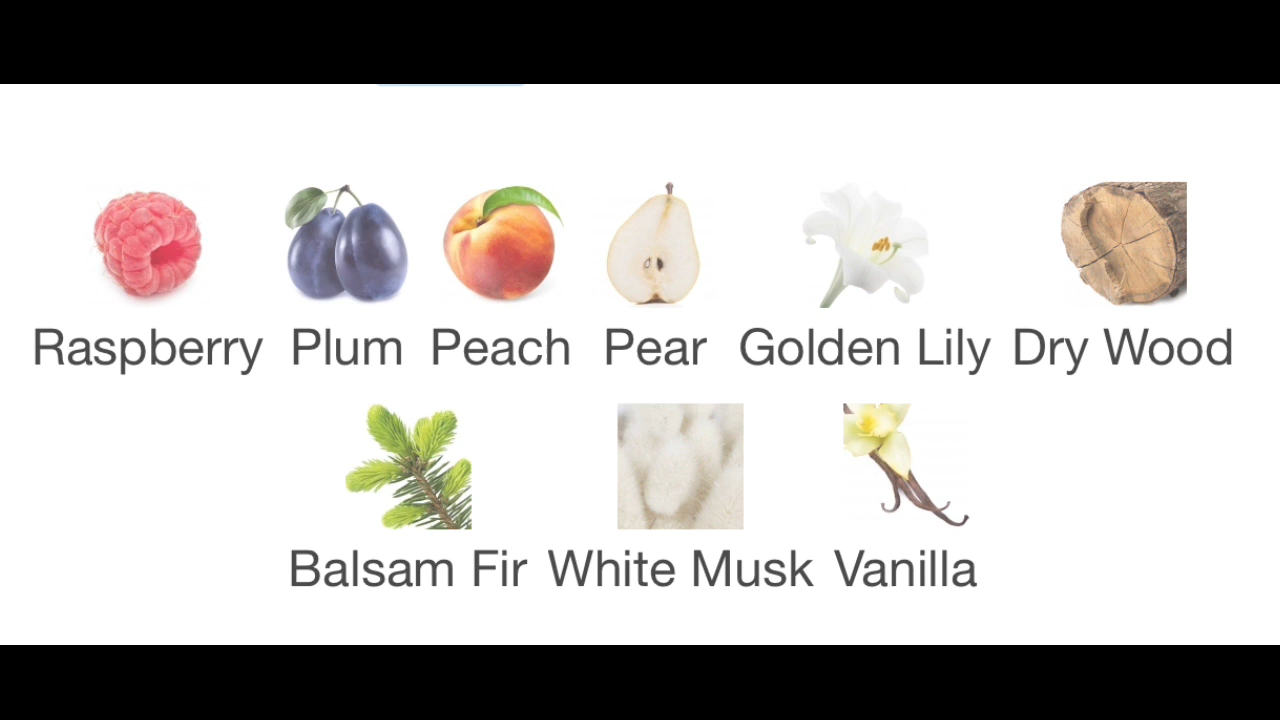 Raspberry Plum Peach Pear Golden Lily Dry Wood
Balsam Fir White Musk Vanilla